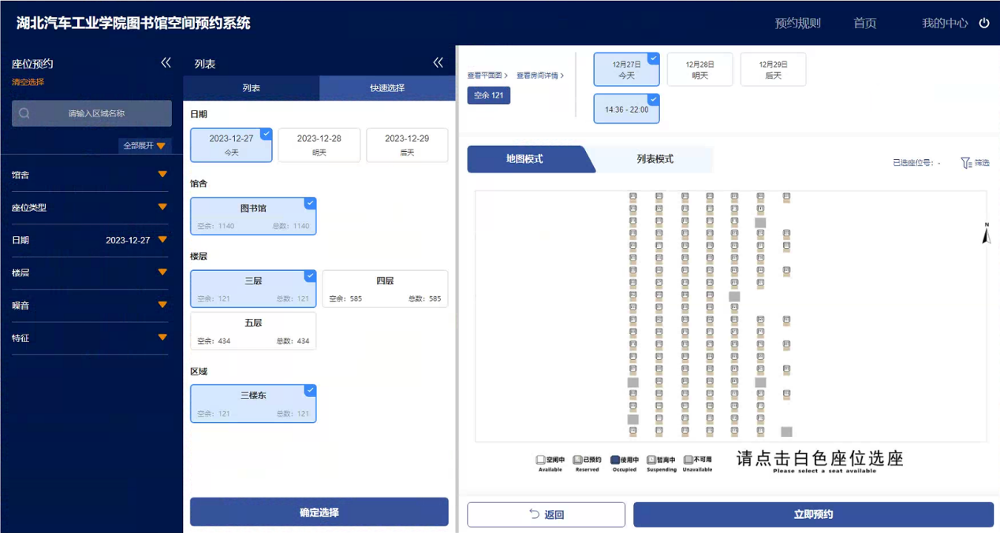 湖北汽车工业学院图书馆空间预约系统
预约规则
首页
我的中心
座位预约
清空选择
请输入区域名称
全部展开
馆舍
座位类型
日期 2023-12-27
楼层
噪音
特征
列表
列表
快速选择
日期
2023-12-27
今天
2023-12-28
明天
2023-12-29
后天
馆舍
图书馆
空余: 1140 总数: 1140
楼层
三层
空余: 121 总数: 121
四层
空余: 585 总数: 585
五层
空余: 434 总数: 434
区域
三楼东
空余: 121 总数: 121
确定选择
查看平面图 >
查看房间详情 >
空余 121
12月27日
今天
12月28日
明天
12月29日
后天
14:36 - 22:00
地图模式
列表模式
已选座位号: -
筛选
N
空闲中
Available
已预约
Reserved
使用中
Occupied
暂离中
Suspending
不可用
Unavailable
请点击白色座位选座
Please select a seat available
返回
立即预约